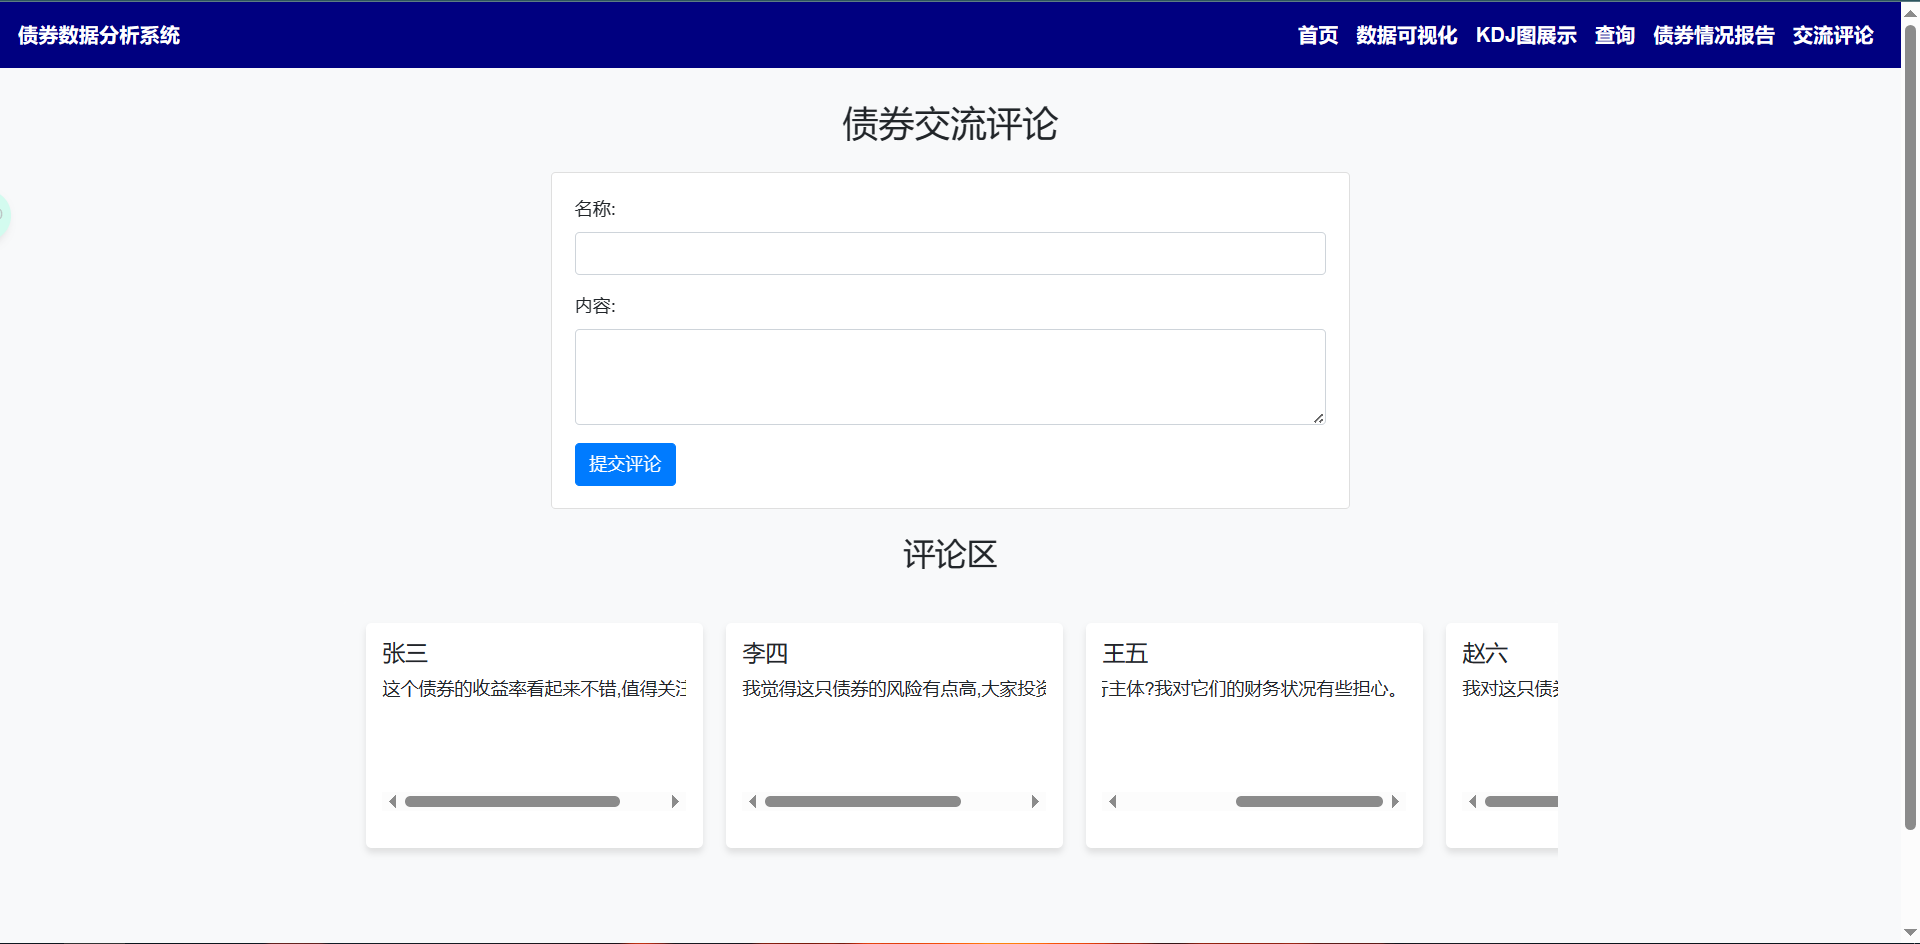 债券数据分析系统
首页 数据可视化 KDJ图展示 查询 债券情况报告 交流评论
债券交流评论
名称:
内容:
提交评论
评论区
张三
这个债券的收益率看起来不错,值得关注
李四
我觉得这只债券的风险有点高,大家投资
王五
行主体?我对它们的财务状况有些担心。
赵六
我对这只债券